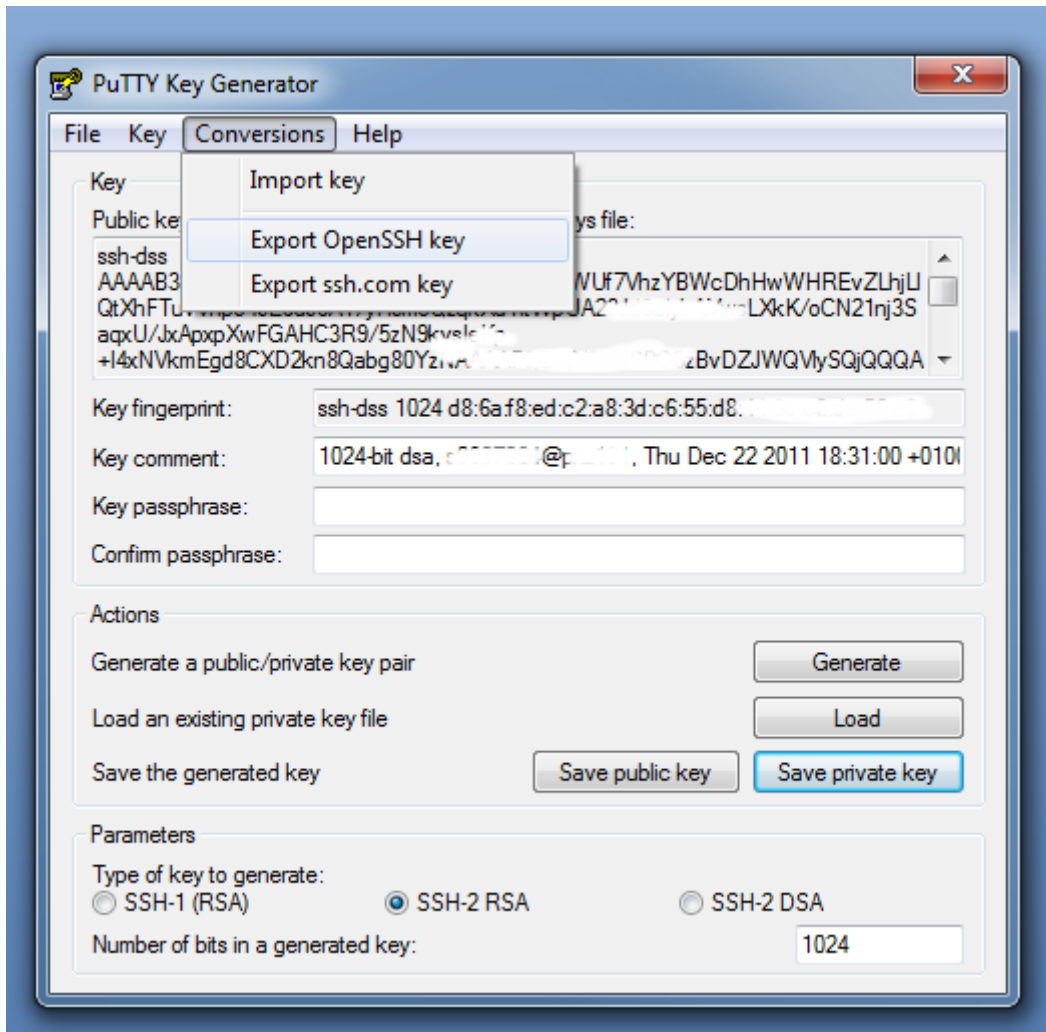 PuTTY Key Generator
File Key Conversions Help
Import key
Export OpenSSH key
Export ssh.com key
Key
Public key
ys file:
ssh-dss
AAAAB3
WUf7VhzYBWcDhHwWHREvZLhjU
LXkK/oCN21nj3S
aqxU/JxApxpXwFGAHC3R9/5zN9kvsls
+I4xNVkmEgd8CXD2kn8Qabg80Yz
zBvDZJWQVlySQjQQQA
Key fingerprint: ssh-dss 1024 d8:6a:f8:ed:c2:a8:3d:c6:55:d8:
Key comment: 1024-bit dsa, @p , Thu Dec 22 2011 18:31:00 +010
Key passphrase:
Confirm passphrase:
Actions
Generate a public/private key pair Generate
Load an existing private key file Load
Save the generated key Save public key Save private key
Parameters
Type of key to generate:
SSH-1 (RSA) SSH-2 RSA SSH-2 DSA
Number of bits in a generated key: 1024